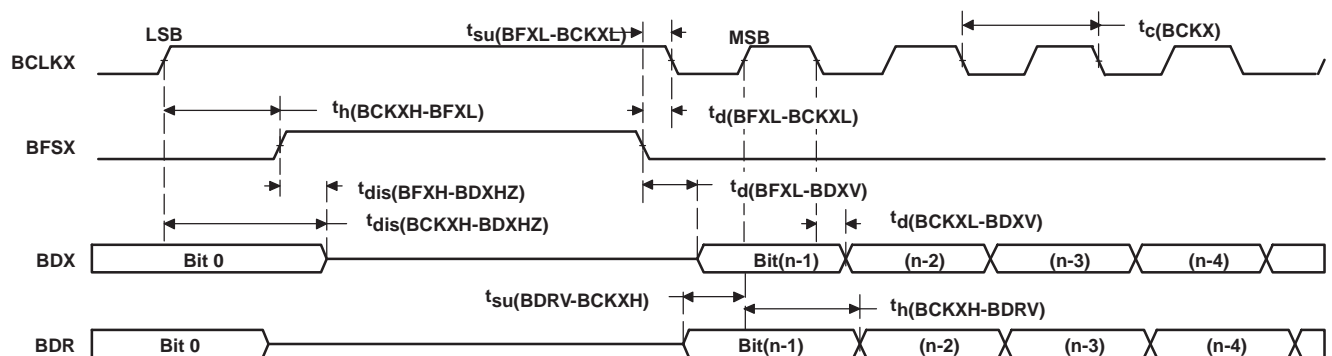 LSB
tsu(BFXL-BCKXL)
MSB
tc(BCKX)
BCLKX
th(BCKXH-BFXL)
td(BFXL-BCKXL)
BFSX
tdis(BFXH-BDXHZ)
td(BFXL-BDXV)
tdis(BCKXH-BDXHZ)
td(BCKXL-BDXV)
BDX
Bit 0
Bit(n-1)
(n-2)
(n-3)
(n-4)
tsu(BDRV-BCKXH)
th(BCKXH-BDRV)
BDR
Bit 0
Bit(n-1)
(n-2)
(n-3)
(n-4)